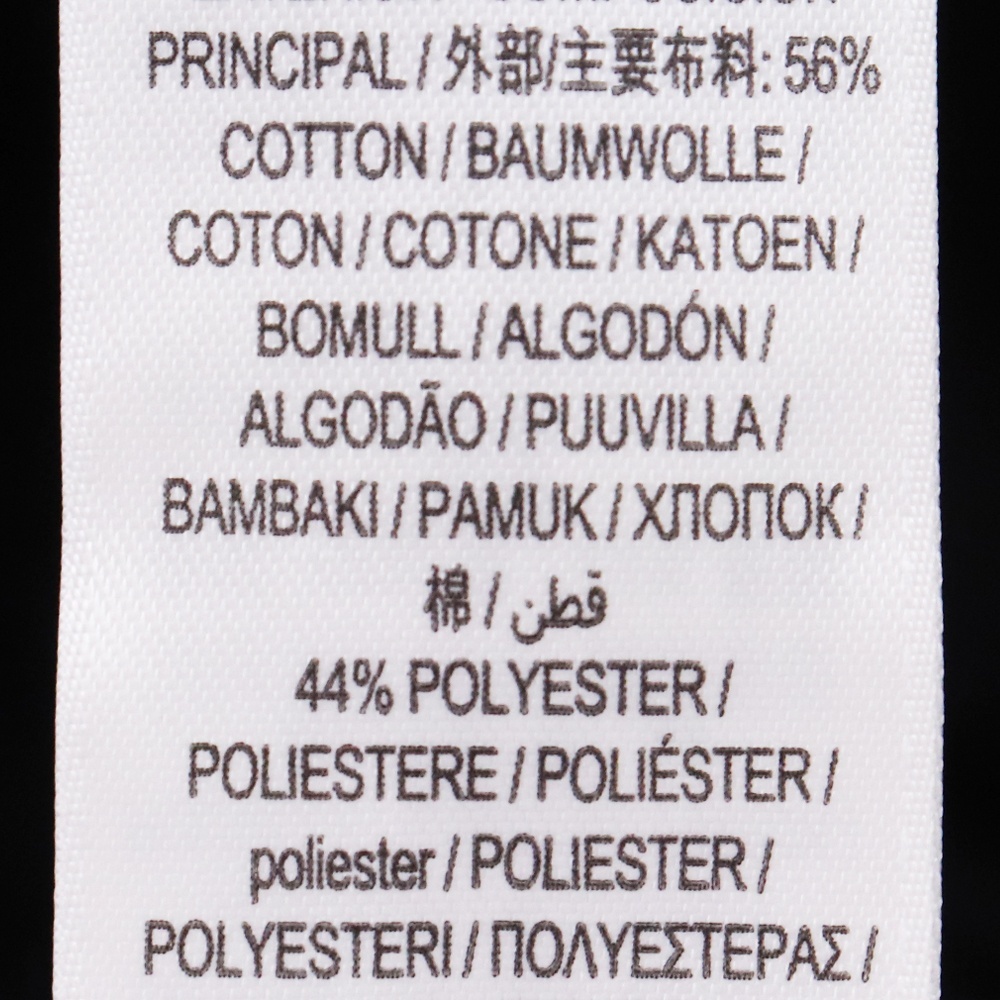 PRINCIPAL / 外部/主要布料: 56%
COTTON / BAUMWOLLE /
COTON / COTONE / KATOEN /
BOMULL / ALGODÓN /
ALGODÃO / PUUVILLA /
BAMBAKI / PAMUK / ХЛОПОК /
棉 / قطن
44% POLYESTER /
POLIESTERE / POLIÉSTER /
poliester / POLIESTER /
POLYESTERI / ΠΟΛΥΕΣΤΕΡΑΣ /